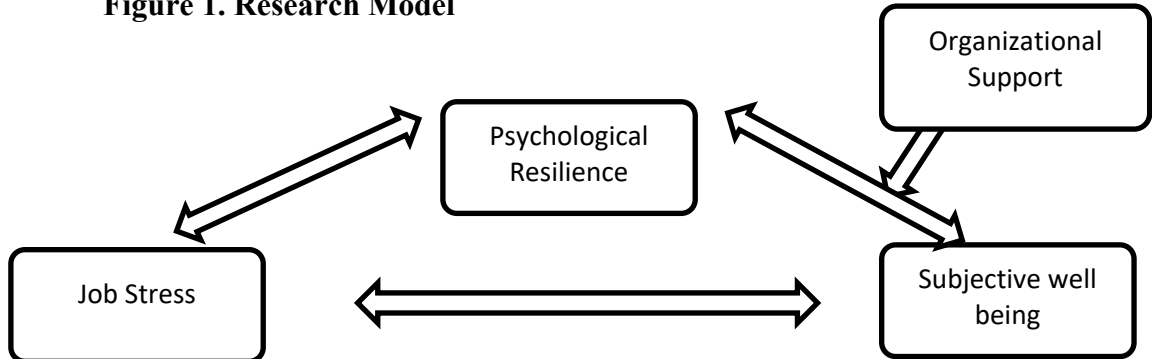 Figure 1. Research Model
Organizational
Support
Psychological
Resilience
Job Stress
Subjective well
being